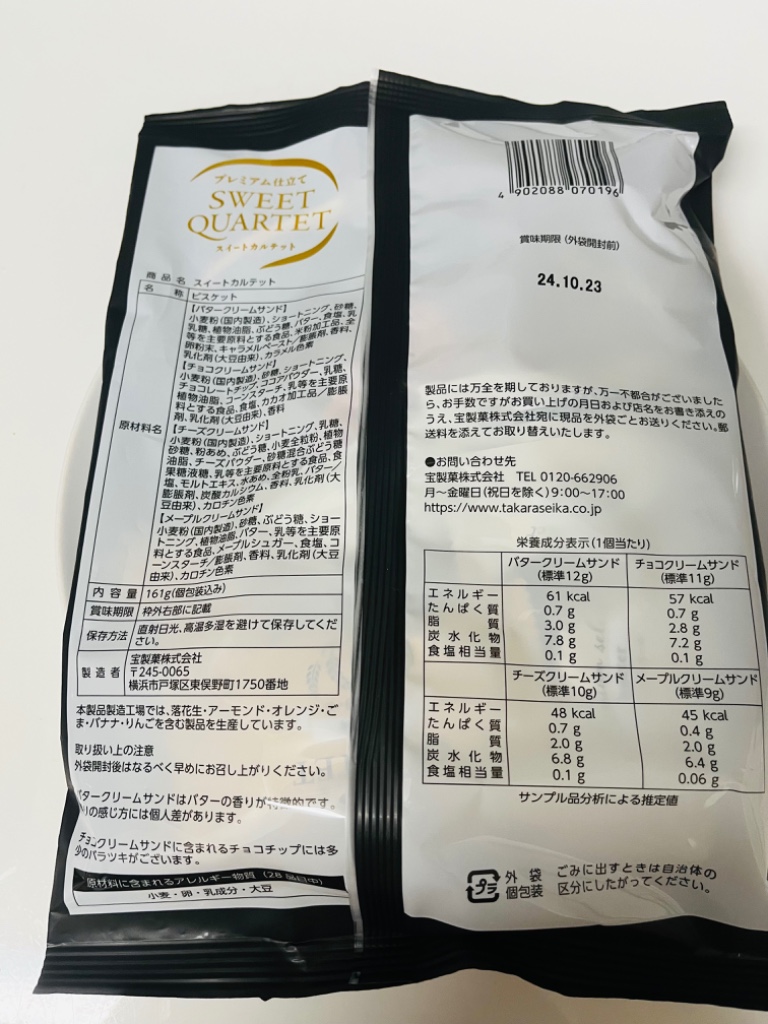 プレミアム仕立て
SWEET
QUARTET
スイートカルテット
商品名 スイートカルテット
名称 ビスケット
原材料名
【バタークリームサンド】
小麦粉(国内製造)、ショートニング、砂糖、
乳糖、植物油脂、ぶどう糖、バター、食塩、乳
等を主要原料とする食品、米粉加工品、全
卵粉末、キャラメルペースト/膨脹剤、香料、
乳化剤(大豆由来)、カラメル色素
【チョコクリームサンド】
小麦粉(国内製造)、砂糖、ショートニング、
チョコレートチップ、ココアパウダー、乳糖、
植物油脂、コーンスターチ、乳等を主要原
料とする食品、食塩、カカオ加工品/膨脹
剤、乳化剤(大豆由来)、香料
【チーズクリームサンド】
小麦粉(国内製造)、ショートニング、乳糖、
砂糖、粉あめ、ぶどう糖、小麦全粒粉、植物
油脂、チーズパウダー、砂糖混合ぶどう糖
果糖液糖、乳等を主要原料とする食品、食
塩、モルトエキス、水あめ、全粉乳、バター/
膨脹剤、炭酸カルシウム、香料、乳化剤(大
豆由来)、カロチン色素
【メープルクリームサンド】
小麦粉(国内製造)、砂糖、ぶどう糖、ショー
トニング、植物油脂、バター、乳等を主要原
料とする食品、メープルシュガー、食塩、コ
ーンスターチ/膨脹剤、香料、乳化剤(大豆
由来)、カロチン色素
内容量 161g(個包装込み)
賞味期限 枠外右部に記載
保存方法 直射日光、高温多湿を避けて保存してくだ
さい。
製造者 宝製菓株式会社
〒245-0065
横浜市戸塚区東俣野町1750番地
本製品製造工場では、落花生・アーモンド・オレンジ・ご
ま・バナナ・りんごを含む製品を生産しています。
取り扱い上の注意
外袋開封後はなるべく早めにお召し上がりください。
タークリームサンドはバターの香りが特徴的です。
りの感じ方には個人差があります。
チョコクリームサンドに含まれるチョコチップには多
少のバラツキがございます。
原材料に含まれるアレルギー物質(28品目中)
小麦・卵・乳成分・大豆
4 902088 070196
賞味期限(外袋開封前)
24.10.23
製品には万全を期しておりますが、万一不都合がございました
ら、お手数ですがお買い上げの月日および店名をお書き添えの
うえ、宝製菓株式会社宛に現品を外袋ごとお送りください。郵
送料を添えてお取り替えいたします。
●お問い合わせ先
宝製菓株式会社 TEL 0120-662906
月~金曜日(祝日を除く)9:00~17:00
https://www.takaraseika.co.jp
栄養成分表示(1個当たり)
バタークリームサンド チョコクリームサンド
(標準12g) (標準11g)
エネルギー 61 kcal 57 kcal
たんぱく質 0.7 g 0.7 g
脂質 3.0 g 2.8 g
炭水化物 7.8 g 7.2 g
食塩相当量 0.1 g 0.1 g
チーズクリームサンド メープルクリームサンド
(標準10g) (標準9g)
エネルギー 48 kcal 45 kcal
たんぱく質 0.7 g 0.4 g
脂質 2.0 g 2.0 g
炭水化物 6.8 g 6.4 g
食塩相当量 0.1 g 0.06 g
サンプル品分析による推定値
プラ 外袋 ごみに出すときは自治体の
個包装 区分にしたがってください。